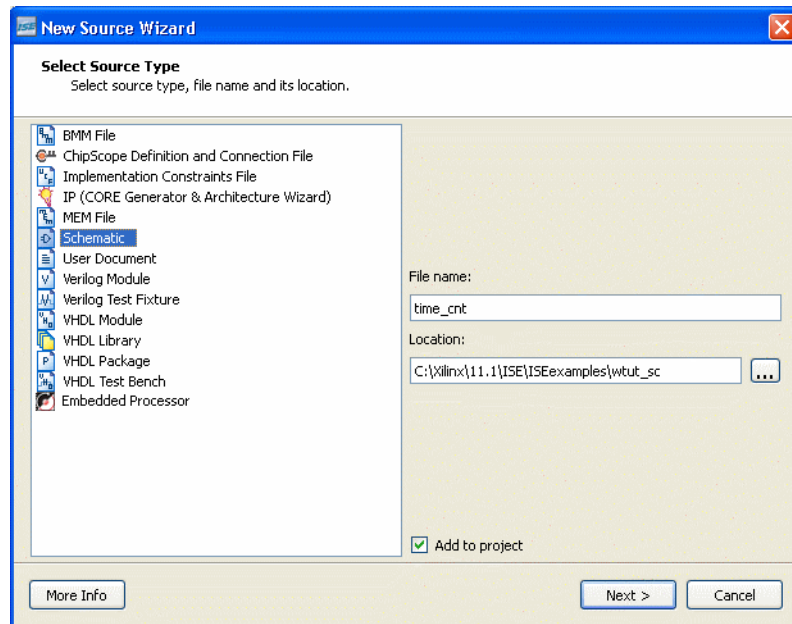 ISE New Source Wizard
Select Source Type
Select source type, file name and its location.
BMM File
ChipScope Definition and Connection File
Implementation Constraints File
IP (CORE Generator & Architecture Wizard)
MEM File
Schematic
User Document
Verilog Module
Verilog Test Fixture
VHDL Module
VHDL Library
VHDL Package
VHDL Test Bench
Embedded Processor
File name:
time_cnt
Location:
C:\Xilinx\11.1\ISE\ISEexamples\wtut_sc
...
Add to project
More Info
Next >
Cancel